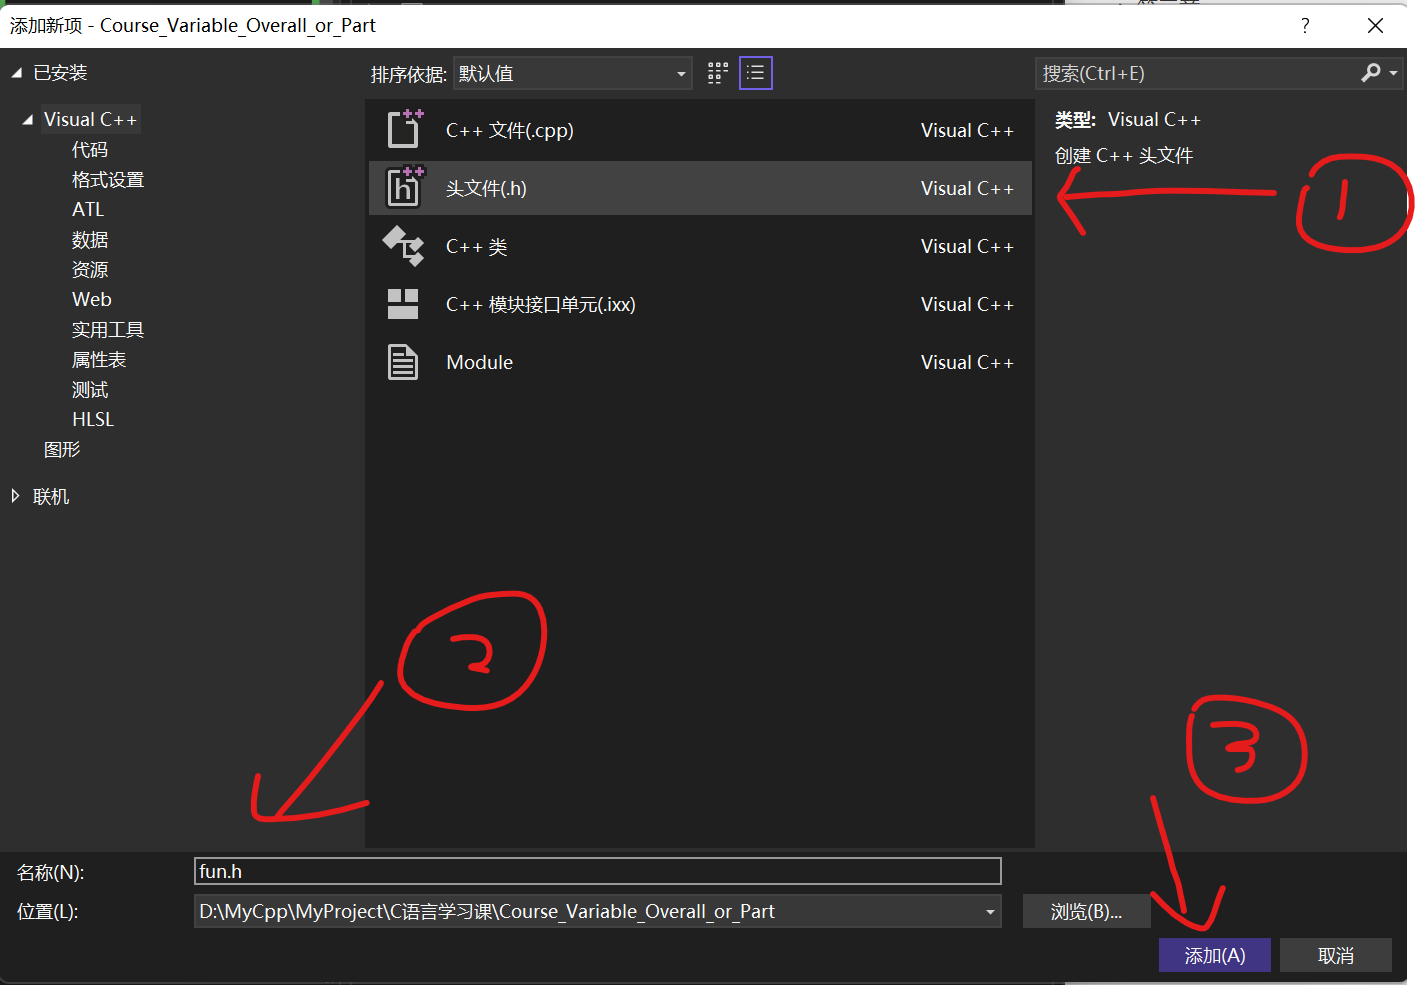 添加新项 - Course_Variable_Overall_or_Part
?
已安装
排序依据: 默认值
搜索(Ctrl+E)
Visual C++
代码
格式设置
ATL
数据
资源
Web
实用工具
属性表
测试
HLSL
图形
联机
C++ 文件(.cpp) Visual C++
头文件(.h) Visual C++
C++ 类 Visual C++
C++ 模块接口单元(.ixx) Visual C++
Module Visual C++
类型: Visual C++
创建 C++ 头文件
1
2
3
名称(N): fun.h
位置(L): D:\MyCpp\MyProject\C语言学习课\Course_Variable_Overall_or_Part 浏览(B)...
添加(A) 取消